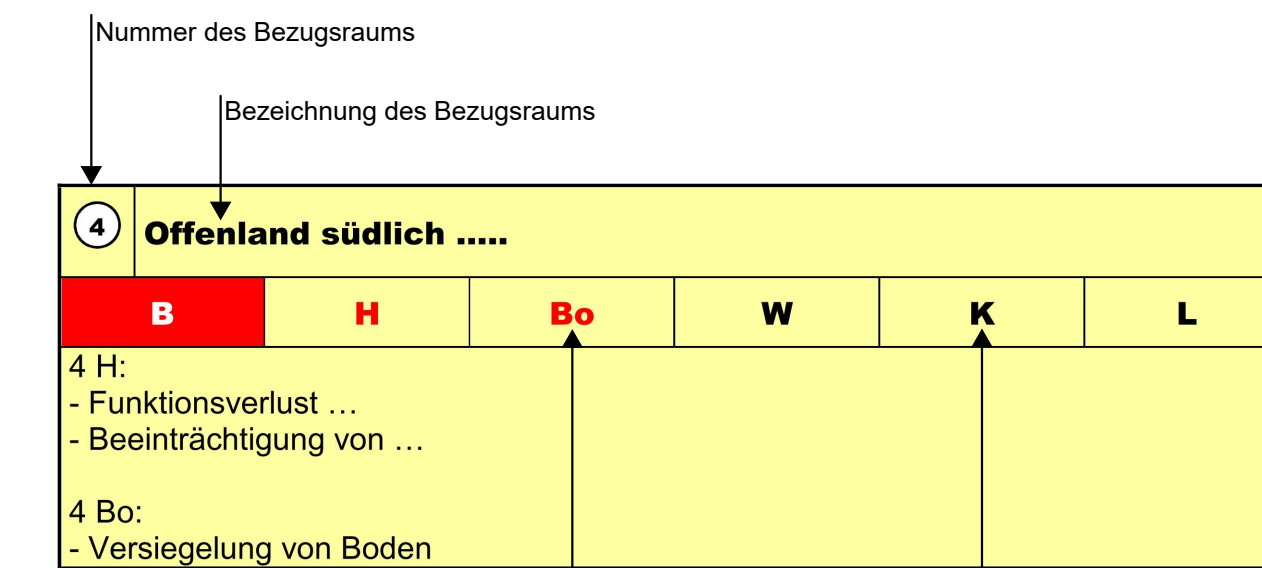 Nummer des Bezugsraums
Bezeichnung des Bezugsraums
4 Offenland südlich .....
B H Bo W K L
4 H:
- Funktionsverlust …
- Beeinträchtigung von …
4 Bo:
- Versiegelung von Boden